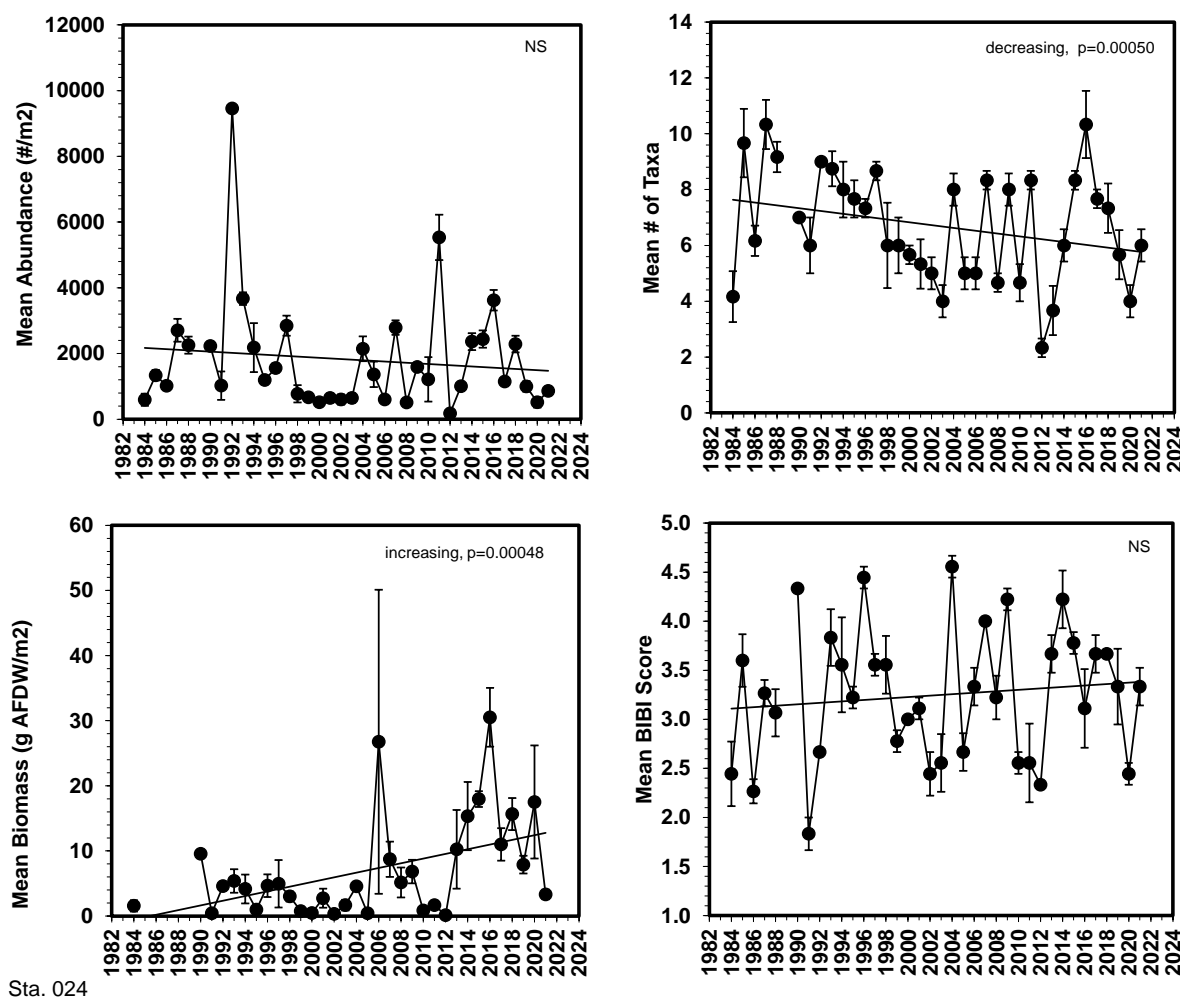 12000
10000
8000
6000
4000
2000
0
Mean Abundance (#/m2)
NS
1982 1984 1986 1988 1990 1992 1994 1996 1998 2000 2002 2004 2006 2008 2010 2012 2014 2016 2018 2020 2022 2024
14
12
10
8
6
4
2
0
Mean # of Taxa
decreasing, p=0.00050
1982 1984 1986 1988 1990 1992 1994 1996 1998 2000 2002 2004 2006 2008 2010 2012 2014 2016 2018 2020 2022 2024
60
50
40
30
20
10
0
Mean Biomass (g AFDW/m2)
increasing, p=0.00048
1982 1984 1986 1988 1990 1992 1994 1996 1998 2000 2002 2004 2006 2008 2010 2012 2014 2016 2018 2020 2022 2024
5.0
4.5
4.0
3.5
3.0
2.5
2.0
1.5
1.0
Mean BIBI Score
NS
1982 1984 1986 1988 1990 1992 1994 1996 1998 2000 2002 2004 2006 2008 2010 2012 2014 2016 2018 2020 2022 2024
Sta. 024